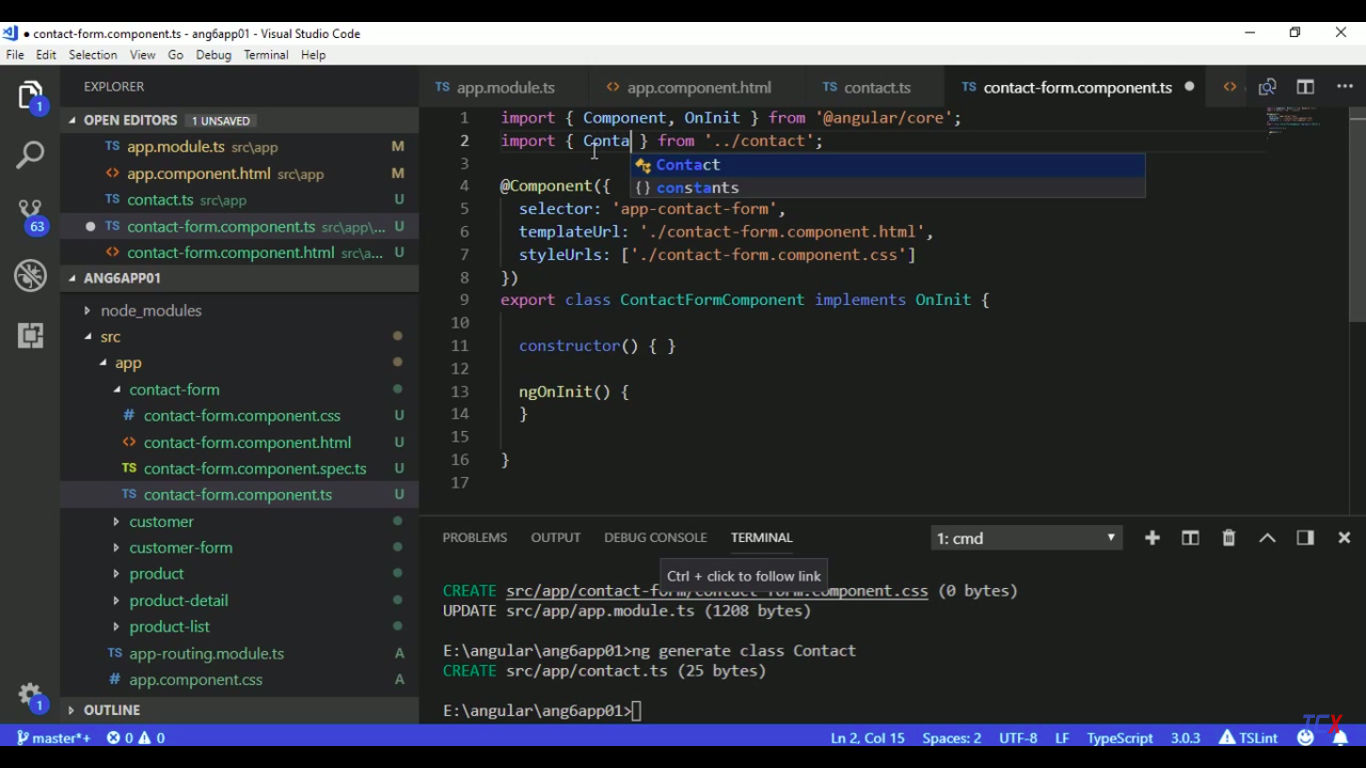 ● contact-form.component.ts - ang6app01 - Visual Studio Code
File Edit Selection View Go Debug Terminal Help
EXPLORER
OPEN EDITORS 1 UNSAVED
TS app.module.ts src\app M
<> app.component.html src\app M
TS contact.ts src\app U
● TS contact-form.component.ts src\app\... U
<> contact-form.component.html src\a... U
ANG6APP01
node_modules
src
app
contact-form
# contact-form.component.css U
<> contact-form.component.html U
TS contact-form.component.spec.ts U
TS contact-form.component.ts U
customer
customer-form
product
product-detail
product-list
TS app-routing.module.ts A
# app.component.css A
OUTLINE
1
63
1
TS app.module.ts <> app.component.html TS contact.ts TS contact-form.component.ts ● <>
1 import { Component, OnInit } from '@angular/core';
2 import { Conta } from '../contact';
3
Contact
{} constants
4 @Component({
5 selector: 'app-contact-form',
6 templateUrl: './contact-form.component.html',
7 styleUrls: ['./contact-form.component.css']
8 })
9 export class ContactFormComponent implements OnInit {
10
11 constructor() { }
12
13 ngOnInit() {
14 }
15
16 }
17
PROBLEMS OUTPUT DEBUG CONSOLE TERMINAL 1: cmd
Ctrl + click to follow link
CREATE src/app/contact-form/contact-form.component.css (0 bytes)
UPDATE src/app/app.module.ts (1208 bytes)
E:\angular\ang6app01>ng generate class Contact
CREATE src/app/contact.ts (25 bytes)
E:\angular\ang6app01>
master*+ 0 0 Ln 2, Col 15 Spaces: 2 UTF-8 LF TypeScript 3.0.3 TSLint
TCX